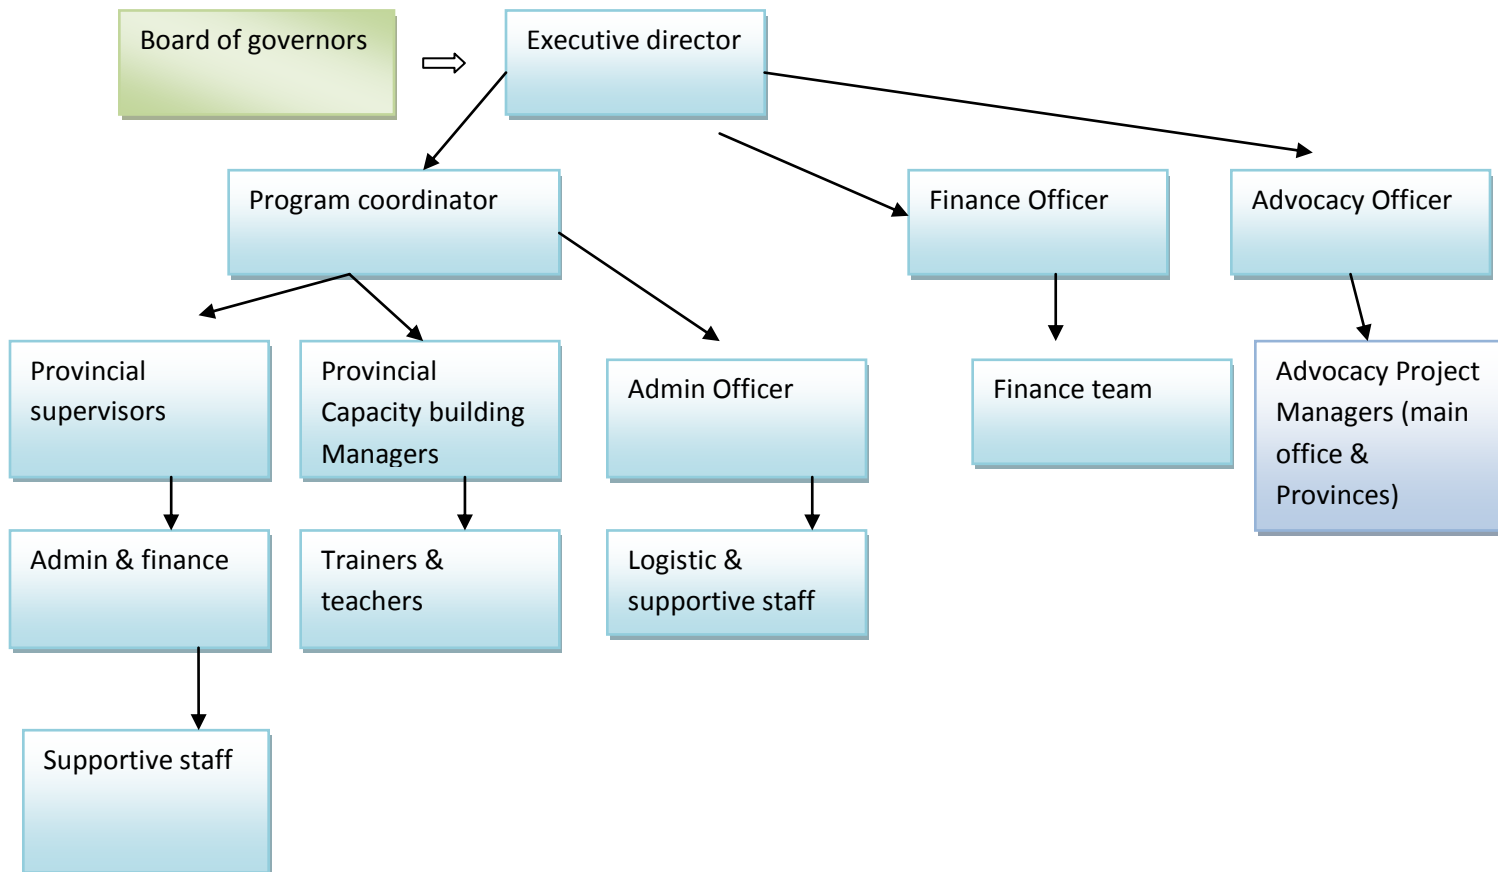 Board of governors
Executive director
Program coordinator
Finance Officer
Advocacy Officer
Provincial
supervisors
Provincial
Capacity building
Managers
Admin Officer
Finance team
Advocacy Project
Managers (main
office &
Provinces)
Admin & finance
Trainers &
teachers
Logistic &
supportive staff
Supportive staff